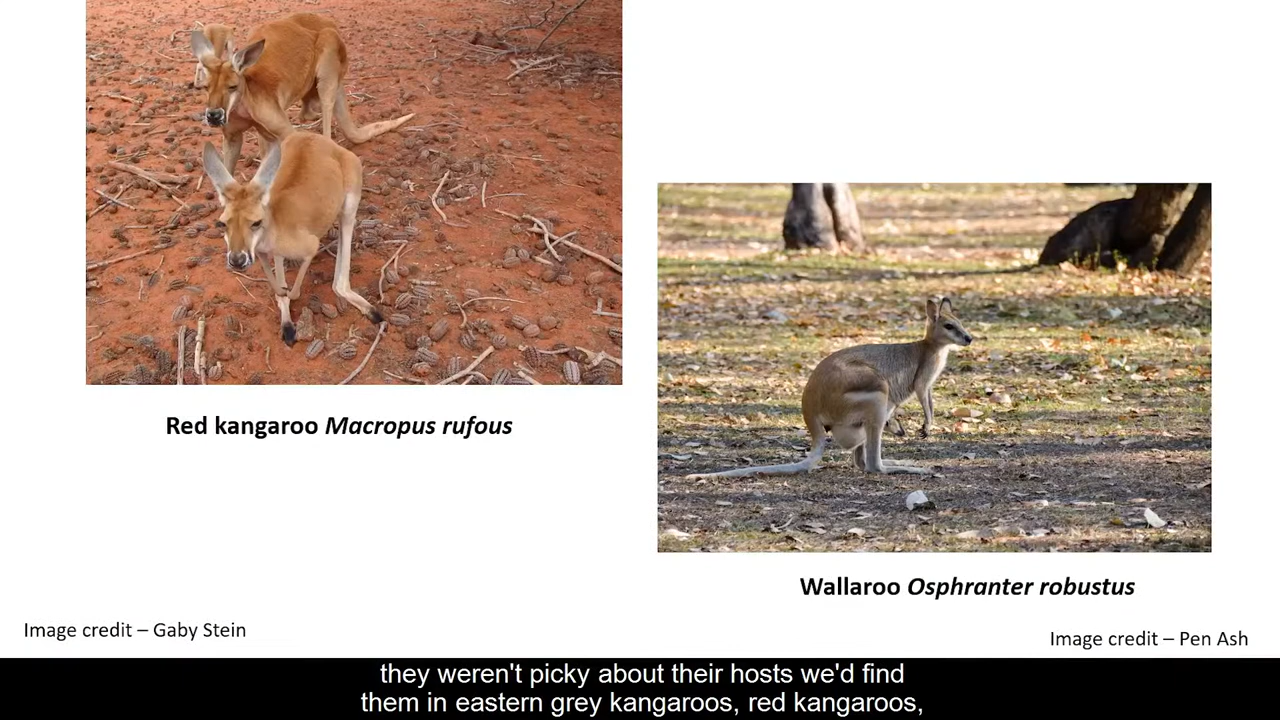 Red kangaroo Macropus rufous
Wallaroo Osphranter robustus
Image credit – Gaby Stein
Image credit – Pen Ash
they weren't picky about their hosts we'd find
them in eastern grey kangaroos, red kangaroos,